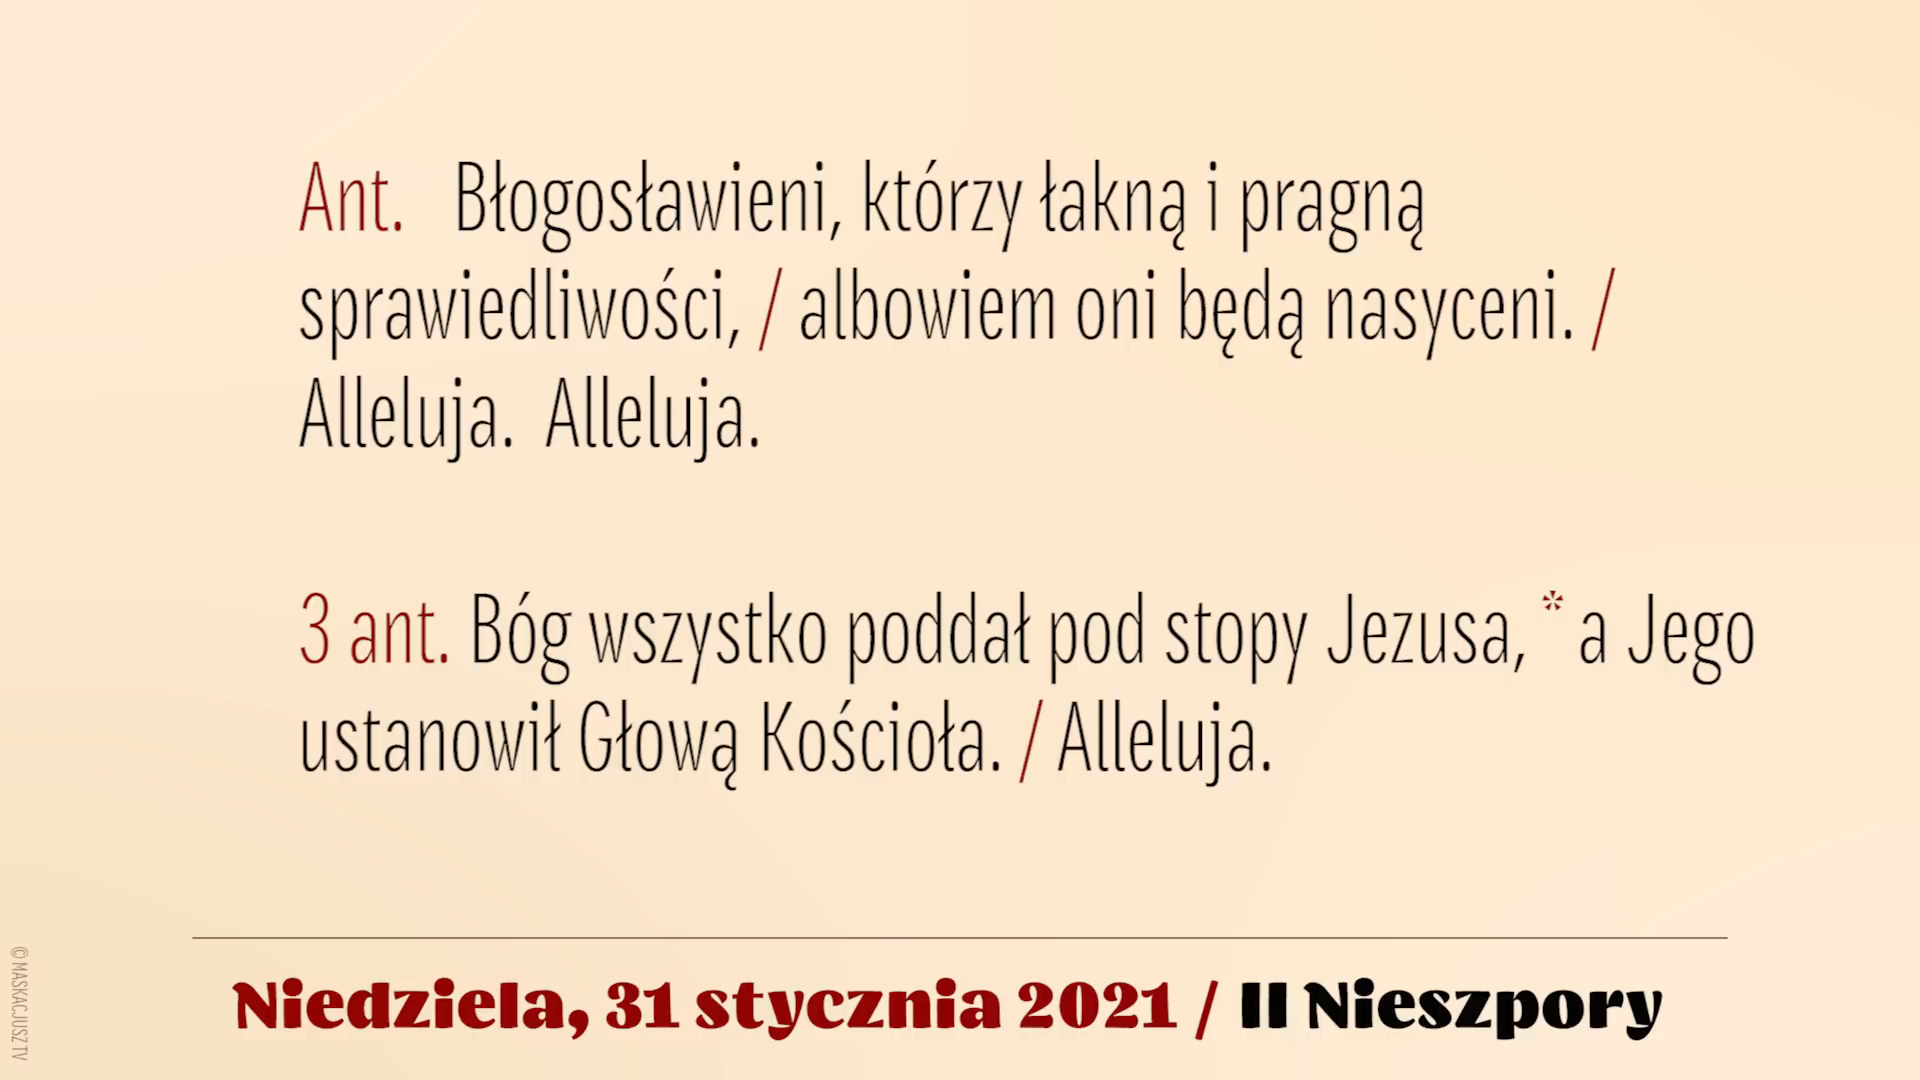 Ant. Błogosławieni, którzy łakną i pragną
sprawiedliwości, / albowiem oni będą nasyceni. /
Alleluja. Alleluja.
3 ant. Bóg wszystko poddał pod stopy Jezusa, * a Jego
ustanowił Głową Kościoła. / Alleluja.
Niedziela, 31 stycznia 2021 / II Nieszpory
© MASKACJUSZ TV